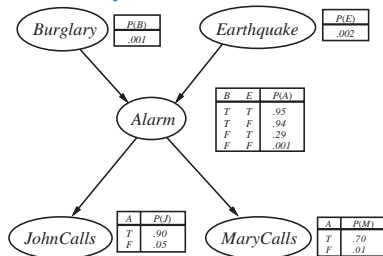 Burglary
P(B)
.001
Earthquake
P(E)
.002
Alarm
B E P(A)
T T .95
T F .94
F T .29
F F .001
JohnCalls
A P(J)
T .90
F .05
MaryCalls
A P(M)
T .70
F .01